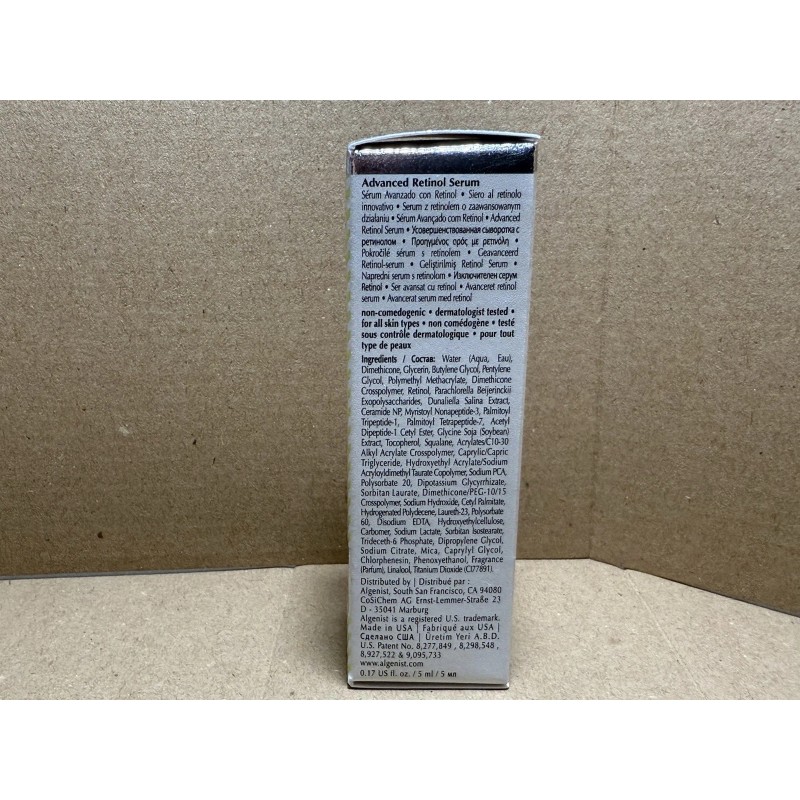 Advanced Retinol Serum
Sérum Avanzado con Retinol • Siero al retinolo
innovativo • Serum z retinolem o zaawansowanym
działaniu • Sérum Avançado com Retinol • Advanced
Retinol Serum • Усовершенствованная сыворотка с
ретинолом • Προηγμένος ορός με ρετινόλη •
Pokročilé sérum s retinolem • Geavanceerd
Retinol-serum • Geliştirilmiş Retinol Serum •
Napredni serum s retinolom • Изключителен серум
Retinol • Ser avansat cu retinol • Avanceret retinol
serum • Avancerat serum med retinol
non-comedogenic • dermatologist tested •
for all skin types • non comédogène • testé
sous contrôle dermatologique • pour tout
type de peaux
Ingredients / Состав: Water (Aqua, Eau),
Dimethicone, Glycerin, Butylene Glycol, Pentylene
Glycol, Polymethyl Methacrylate, Dimethicone
Crosspolymer, Retinol, Parachlorella Beijerinckii
Exopolysaccharides, Dunaliella Salina Extract,
Ceramide NP, Myristoyl Nonapeptide-3, Palmitoyl
Tripeptide-1, Palmitoyl Tetrapeptide-7, Acetyl
Dipeptide-1 Cetyl Ester, Glycine Soja (Soybean)
Extract, Tocopherol, Squalane, Acrylates/C10-30
Alkyl Acrylate Crosspolymer, Caprylic/Capric
Triglyceride, Hydroxyethyl Acrylate/Sodium
Acryloyldimethyl Taurate Copolymer, Sodium PCA,
Polysorbate 20, Dipotassium Glycyrrhizate,
Sorbitan Laurate, Dimethicone/PEG-10/15
Crosspolymer, Sodium Hydroxide, Cetyl Palmitate,
Hydrogenated Polydecene, Laureth-23, Polysorbate
60, Disodium EDTA, Hydroxyethylcellulose,
Carbomer, Sodium Lactate, Sorbitan Isostearate,
Trideceth-6 Phosphate, Dipropylene Glycol,
Sodium Citrate, Mica, Caprylyl Glycol,
Chlorphenesin, Phenoxyethanol, Fragrance
(Parfum), Linalool, Titanium Dioxide (CI77891).
Distributed by | Distribué par :
Algenist, South San Francisco, CA 94080
CoSiChem AG Ernst-Lemmer-Straße 23
D - 35041 Marburg
Algenist is a registered U.S. trademark.
Made in USA | Fabriqué aux USA |
Сделано США | Üretim Yeri A.B.D.
U.S. Patent No. 8,277,849 , 8,298,548 ,
8,927,522 & 9,095,733
www.algenist.com
0.17 US fl. oz. / 5 ml / 5 мл